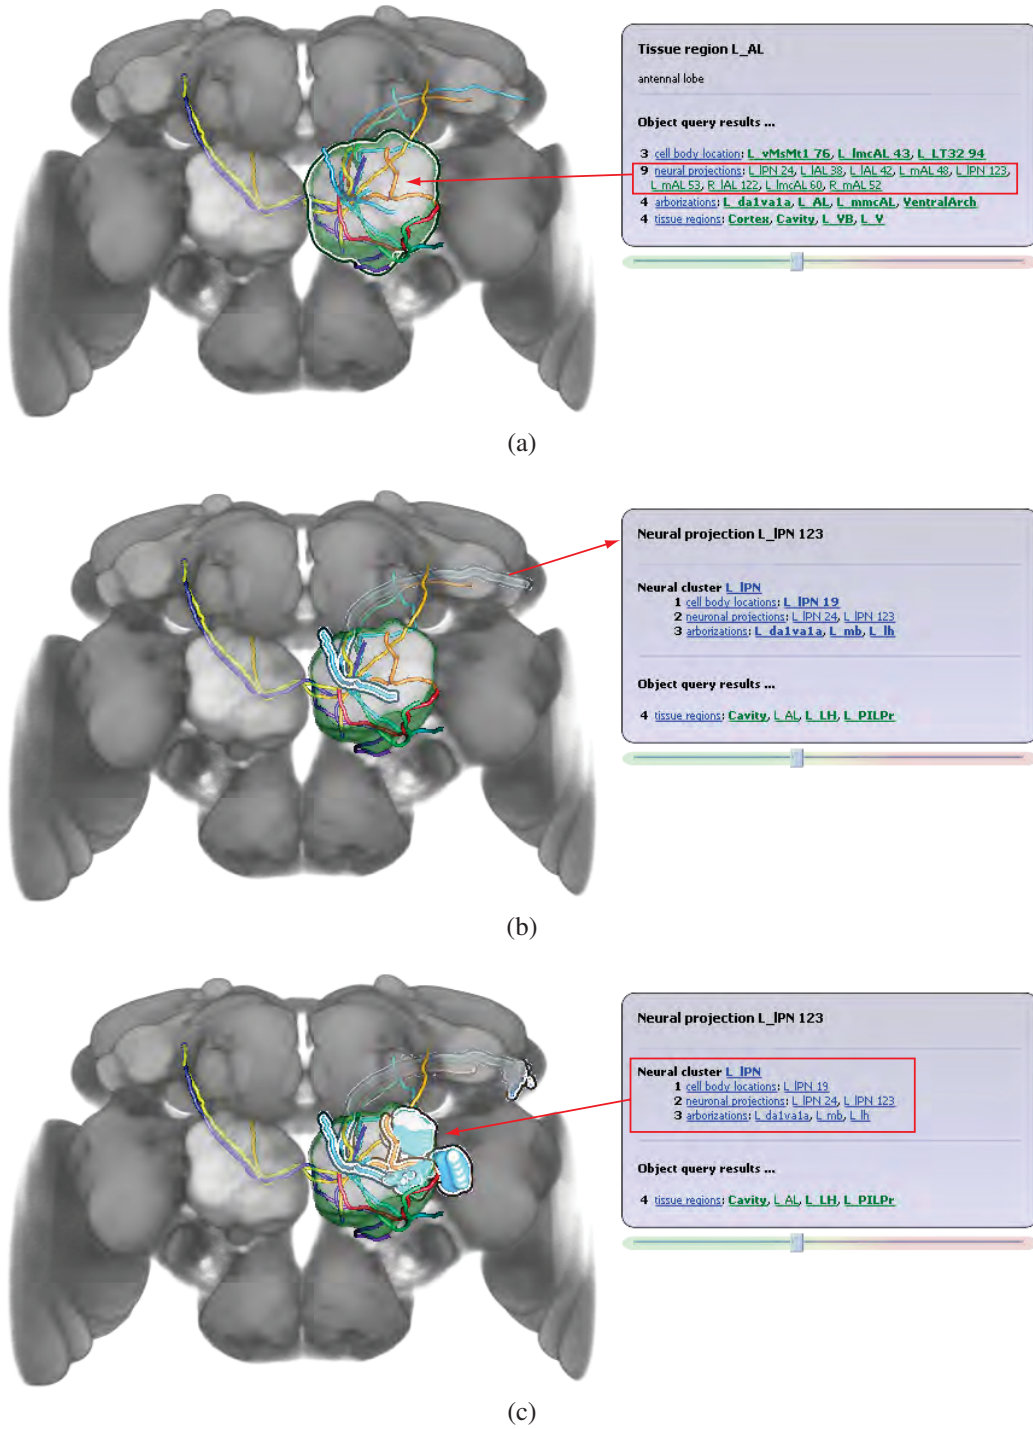 Tissue region L_AL
antennal lobe
Object query results ...
3 cell body location: L_vMsMt1 76, L_lmcAL 43, L_LT32 94
9 neural projections: L_lPN 24, L_lAL 38, L_lAL 42, L_mAL 48, L_lPN 123,
L_mAL 53, R_lAL 122, L_lmcAL 60, R_mAL 52
4 arborizations: L_da1va1a, L_AL, L_mmcAL, VentralArch
4 tissue regions: Cortex, Cavity, L_VB, L_V
(a)
Neural projection L_lPN 123
Neural cluster L_lPN
1 cell body locations: L_lPN 19
2 neuronal projections: L_lPN 24, L_lPN 123
3 arborizations: L_da1va1a, L_mb, L_lh
Object query results ...
4 tissue regions: Cavity, L_AL, L_LH, L_PILPr
(b)
Neural projection L_lPN 123
Neural cluster L_lPN
1 cell body locations: L_lPN 19
2 neuronal projections: L_lPN 24, L_lPN 123
3 arborizations: L_da1va1a, L_mb, L_lh
Object query results ...
4 tissue regions: Cavity, L_AL, L_LH, L_PILPr
(c)